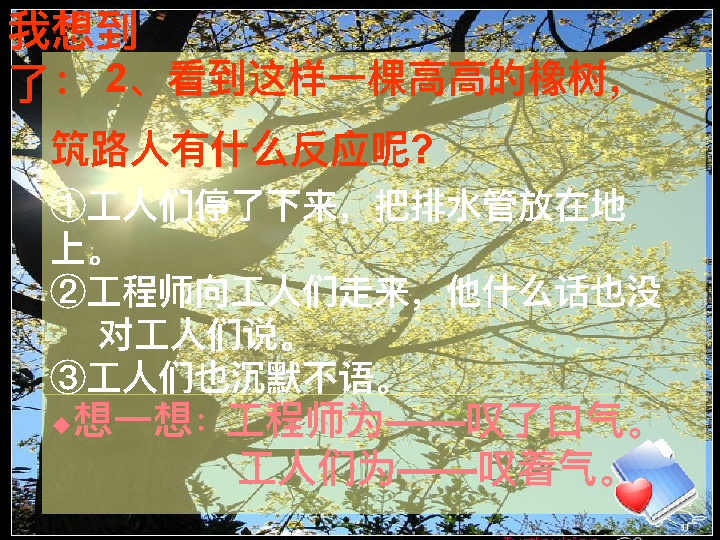 我想到
了： 2、看到这样一棵高高的橡树，
筑路人有什么反应呢?
①工人们停了下来，把排水管放在地
上。
②工程师向工人们走来，他什么话也没
对工人们说。
③工人们也沉默不语。
◆想一想：工程师为——叹了口气。
工人们为——叹着气。